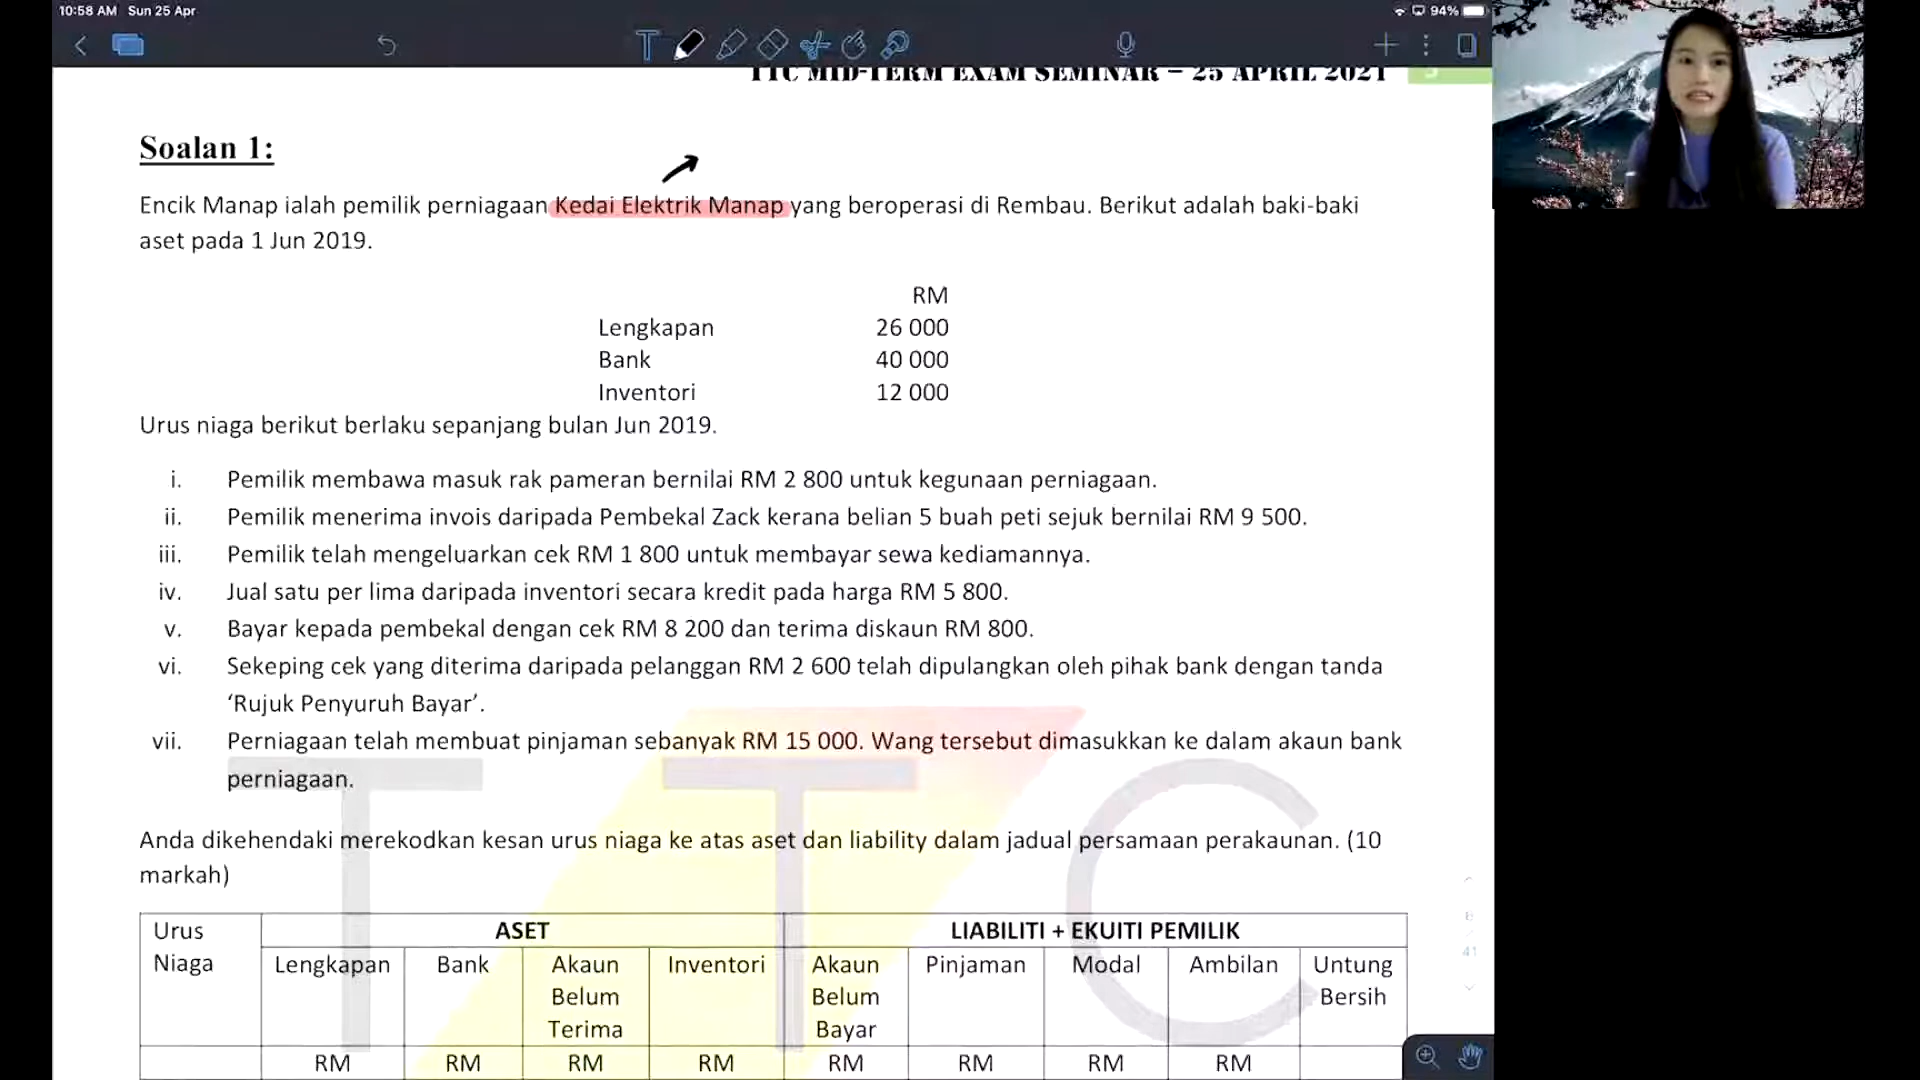 10:58 AM Sun 25 Apr
94%
TTC MID-TERM EXAM SEMINAR – 25 APRIL 2021
Soalan 1:
Encik Manap ialah pemilik perniagaan Kedai Elektrik Manap yang beroperasi di Rembau. Berikut adalah baki-baki
aset pada 1 Jun 2019.
RM
Lengkapan 26 000
Bank 40 000
Inventori 12 000
Urus niaga berikut berlaku sepanjang bulan Jun 2019.
i. Pemilik membawa masuk rak pameran bernilai RM 2 800 untuk kegunaan perniagaan.
ii. Pemilik menerima invois daripada Pembekal Zack kerana belian 5 buah peti sejuk bernilai RM 9 500.
iii. Pemilik telah mengeluarkan cek RM 1 800 untuk membayar sewa kediamannya.
iv. Jual satu per lima daripada inventori secara kredit pada harga RM 5 800.
v. Bayar kepada pembekal dengan cek RM 8 200 dan terima diskaun RM 800.
vi. Sekeping cek yang diterima daripada pelanggan RM 2 600 telah dipulangkan oleh pihak bank dengan tanda
‘Rujuk Penyuruh Bayar’.
vii. Perniagaan telah membuat pinjaman sebanyak RM 15 000. Wang tersebut dimasukkan ke dalam akaun bank
perniagaan.
TTC
Anda dikehendaki merekodkan kesan urus niaga ke atas aset dan liability dalam jadual persamaan perakaunan. (10
markah)
Urus Niaga ASET LIABILITI + EKUITI PEMILIK
Lengkapan Bank Akaun Belum Terima Inventori Akaun Belum Bayar Pinjaman Modal Ambilan Untung Bersih
RM RM RM RM RM RM RM RM
8
41